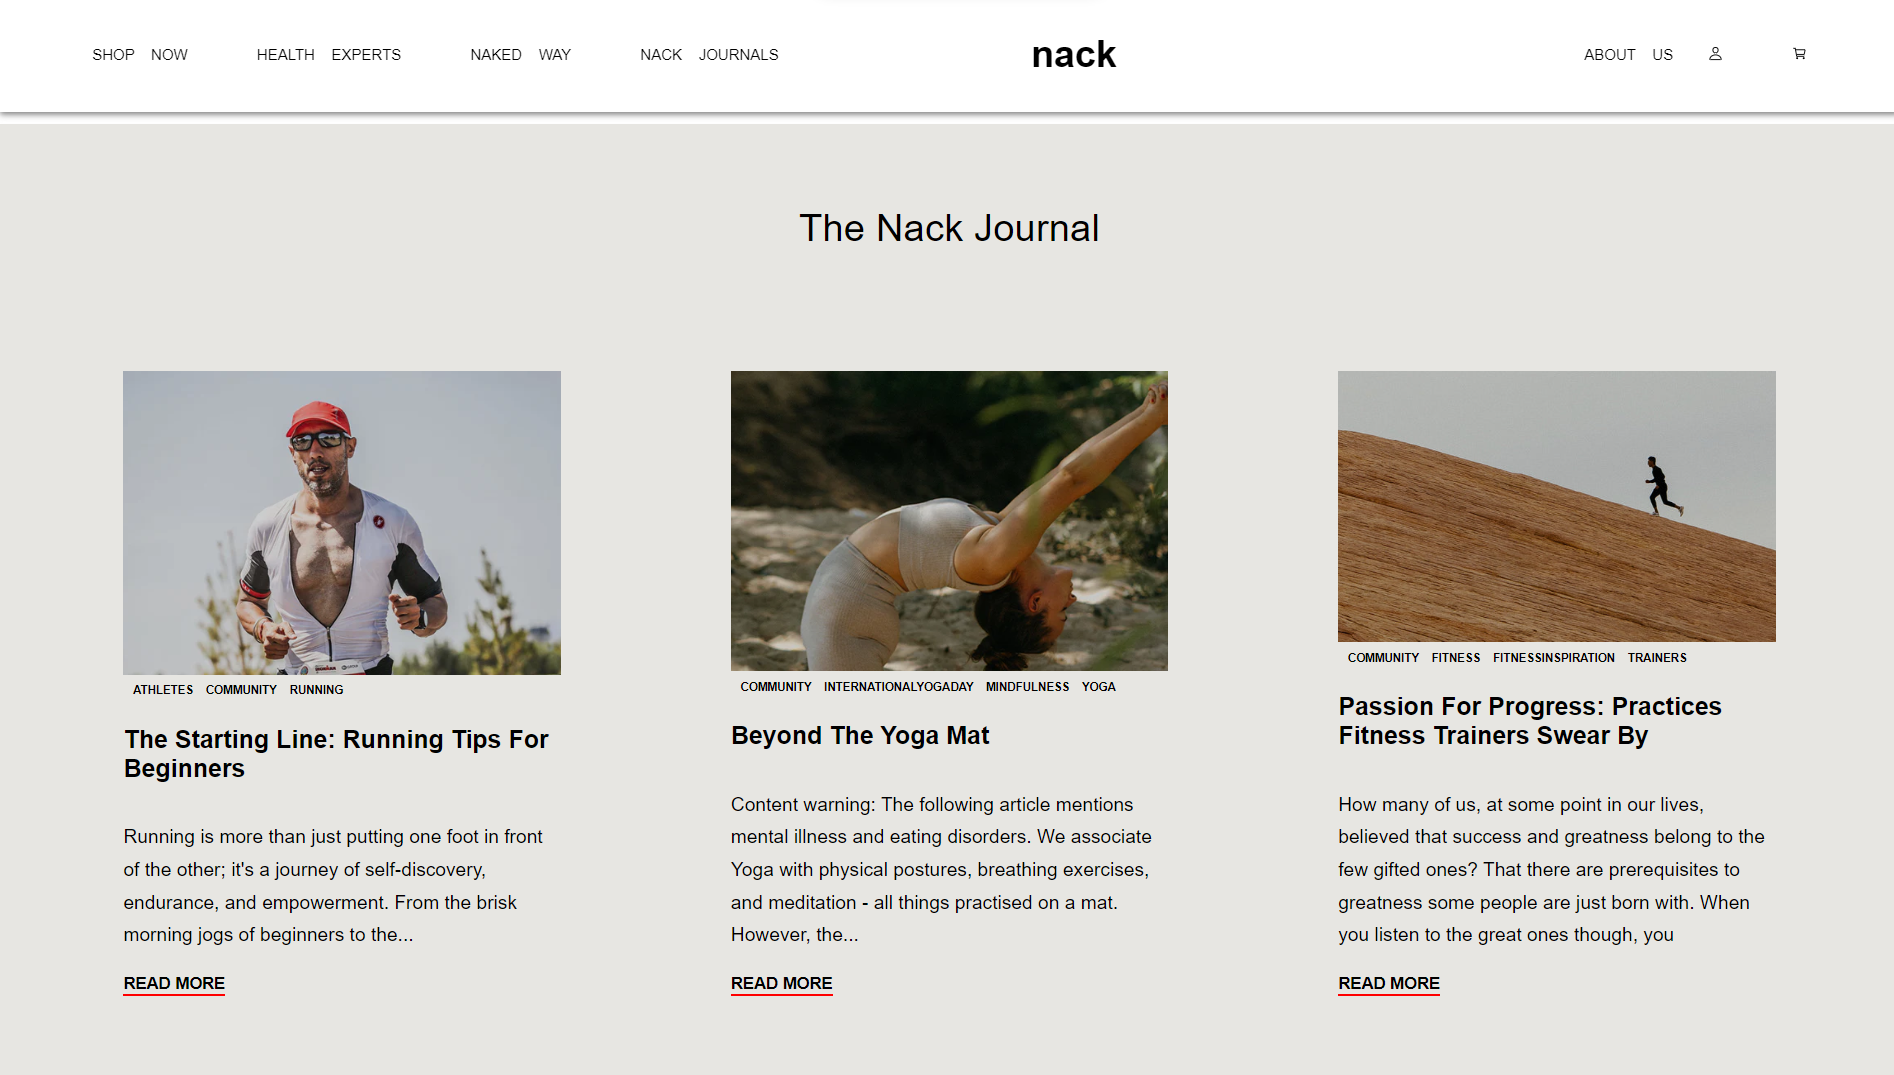 SHOP NOW HEALTH EXPERTS NAKED WAY NACK JOURNALS nack ABOUT US
The Nack Journal
ATHLETES COMMUNITY RUNNING
The Starting Line: Running Tips For
Beginners
Running is more than just putting one foot in front
of the other; it's a journey of self-discovery,
endurance, and empowerment. From the brisk
morning jogs of beginners to the...
READ MORE
COMMUNITY INTERNATIONALYOGADAY MINDFULNESS YOGA
Beyond The Yoga Mat
Content warning: The following article mentions
mental illness and eating disorders. We associate
Yoga with physical postures, breathing exercises,
and meditation - all things practised on a mat.
However, the...
READ MORE
COMMUNITY FITNESS FITNESSINSPIRATION TRAINERS
Passion For Progress: Practices
Fitness Trainers Swear By
How many of us, at some point in our lives,
believed that success and greatness belong to the
few gifted ones? That there are prerequisites to
greatness some people are just born with. When
you listen to the great ones though, you
READ MORE